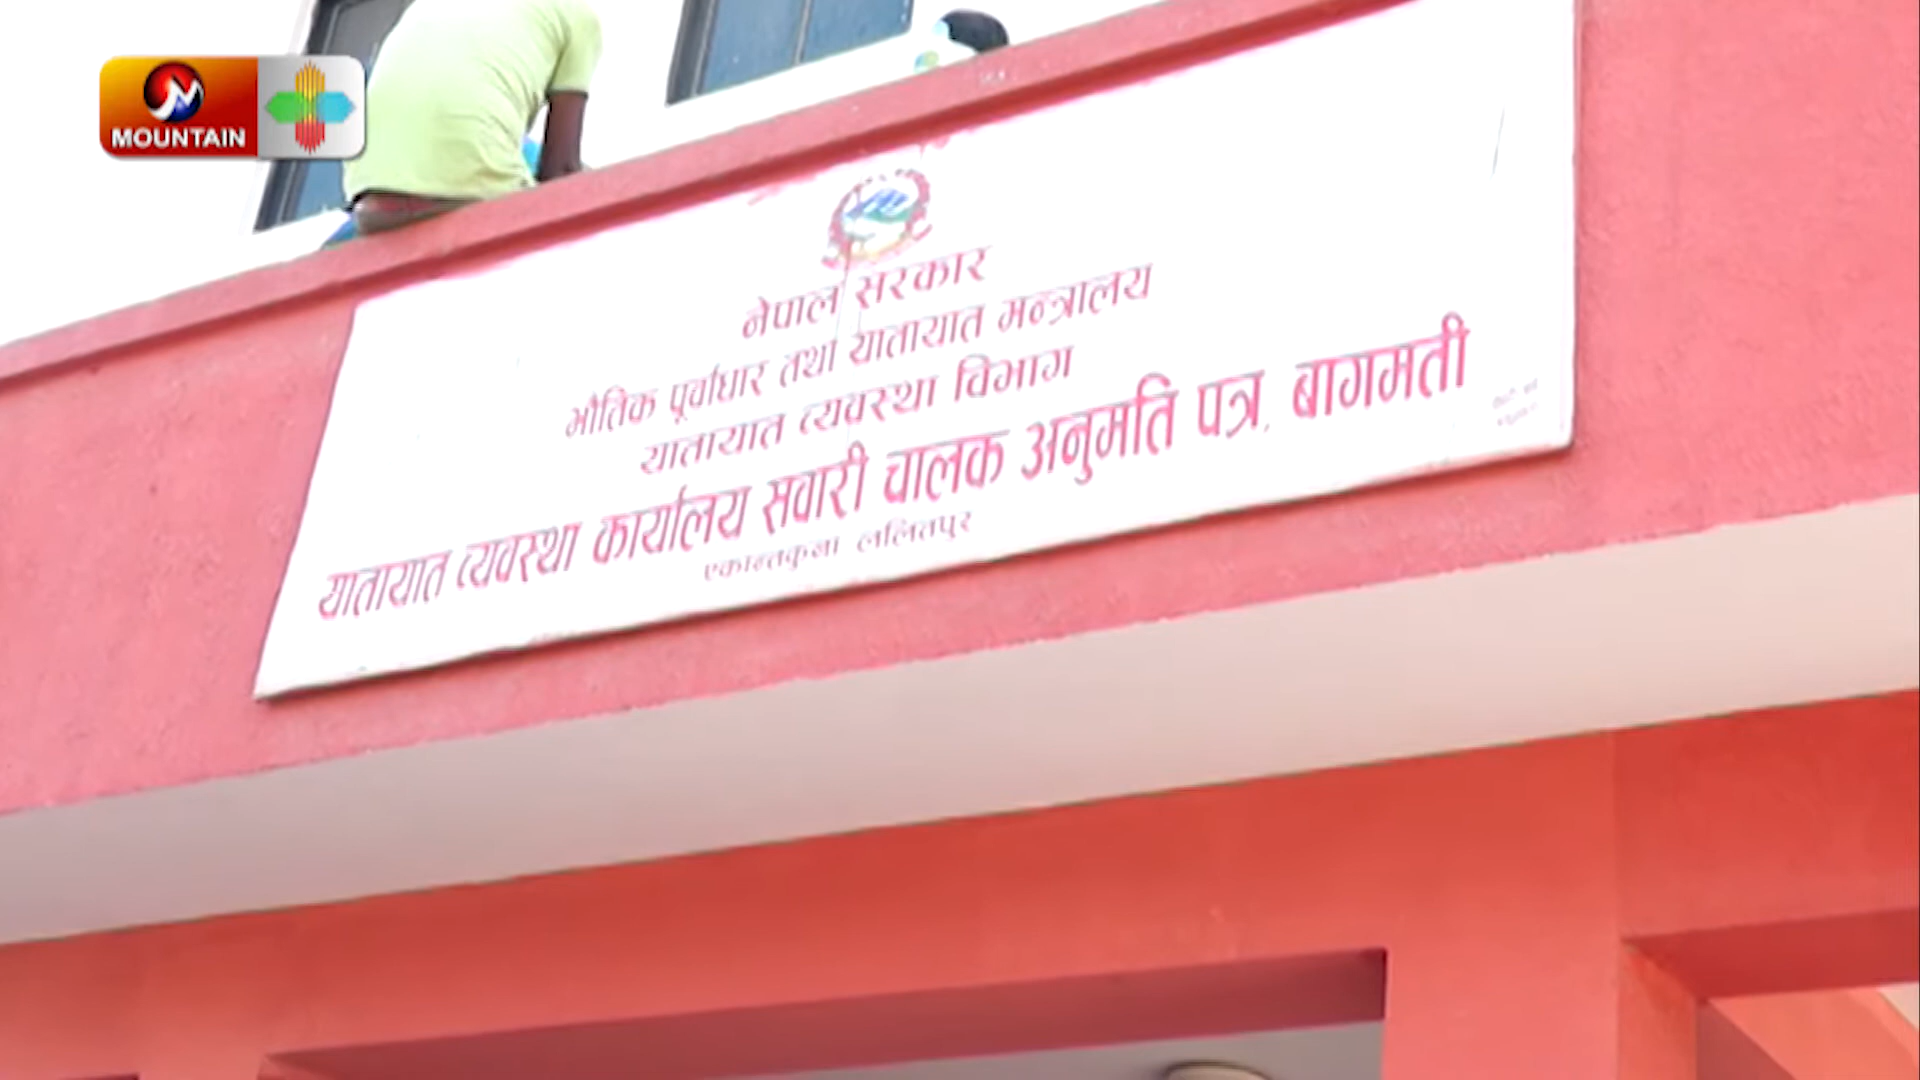 MOUNTAIN
नेपाल सरकार
भौतिक पूर्वाधार तथा यातायात मन्त्रालय
यातायात व्यवस्था विभाग
यातायात व्यवस्था कार्यालय सवारी चालक अनुमति पत्र, बागमती
एकान्तकुना ललितपुर